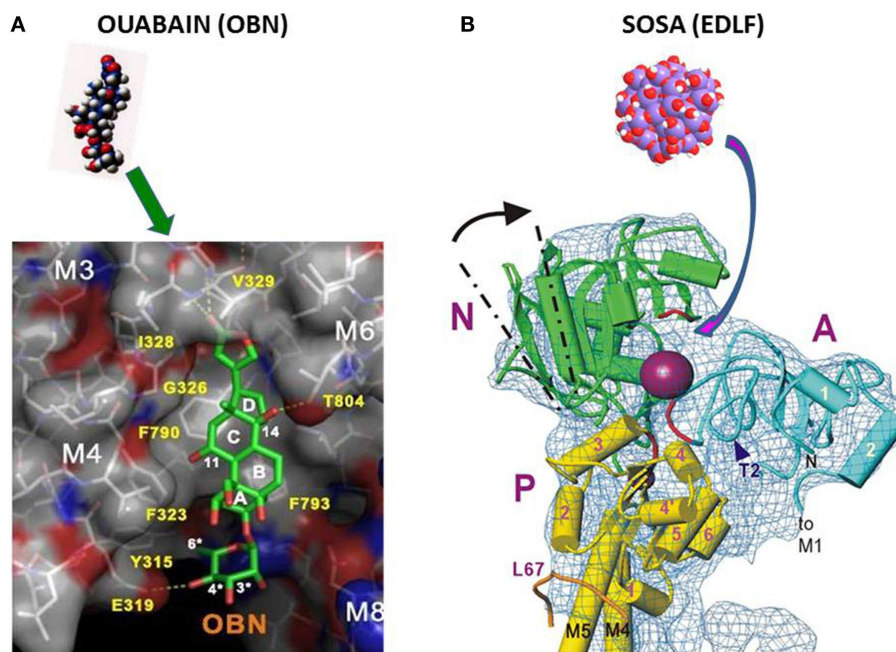 A
OUABAIN (OBN)
M3
V329
I328
M6
G326
T804
D
F790
C
14
M4
11
B
F793
A
F323
6*
Y315
4*
3*
E319
OBN
M8
B
SOSA (EDLF)
N
A
1
2
T2
N
3
4
P
2
4'
5
6
to
M1
L67
1
M5
M4